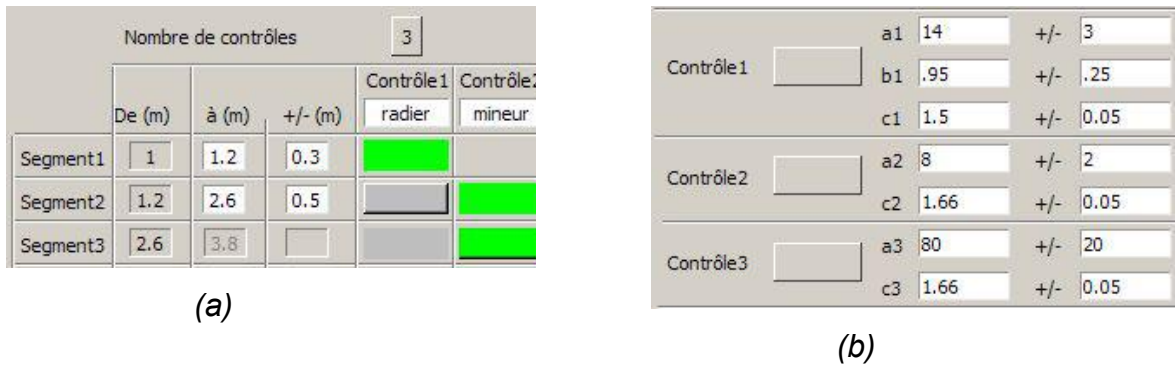 Nombre de contrôles 3
Contrôle1 Contrôle2
De (m) à (m) +/- (m) radier mineur
Segment1 1 1.2 0.3
Segment2 1.2 2.6 0.5
Segment3 2.6 3.8
(a)
a1 14 +/- 3
Contrôle1 b1 .95 +/- .25
c1 1.5 +/- 0.05
a2 8 +/- 2
Contrôle2
c2 1.66 +/- 0.05
a3 80 +/- 20
Contrôle3
c3 1.66 +/- 0.05
(b)